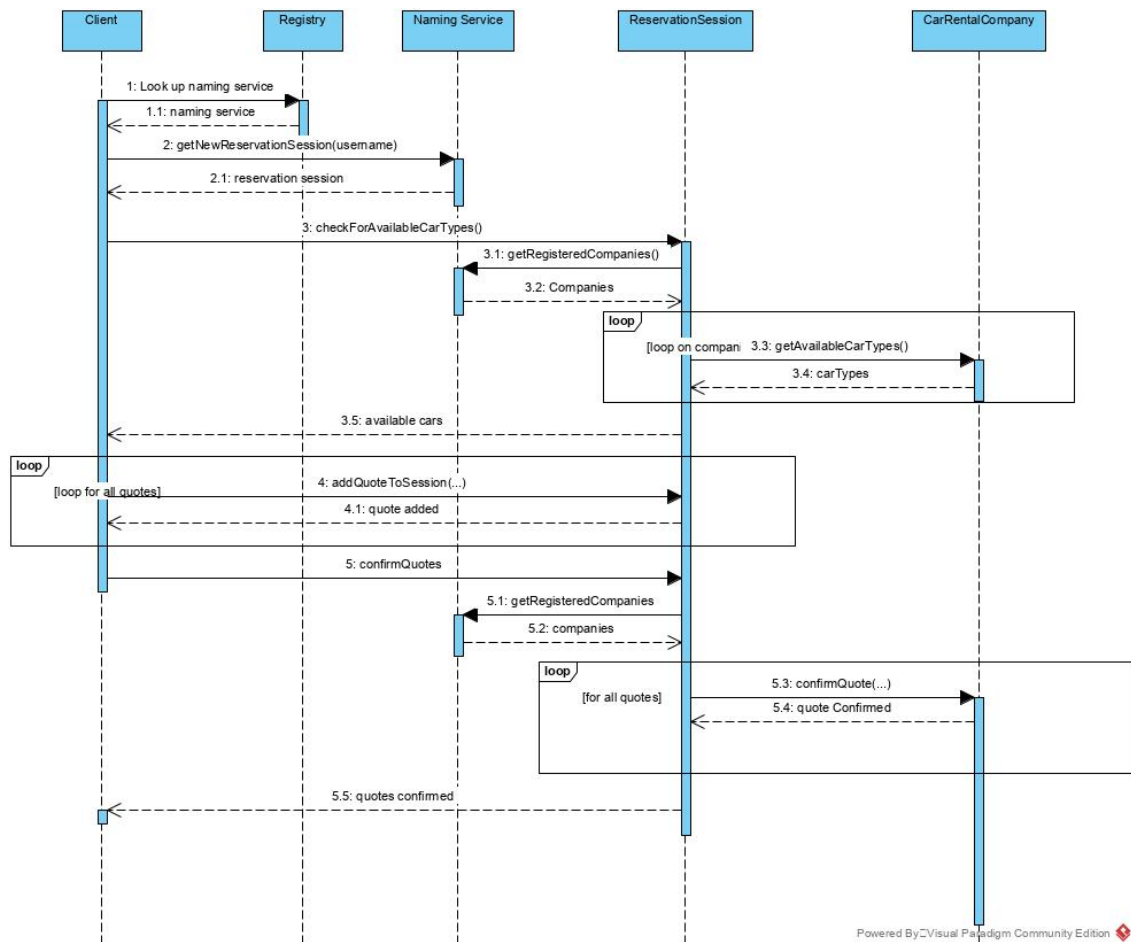 Client
Registry
Naming Service
ReservationSession
CarRentalCompany
1: Look up naming service
1.1: naming service
2: getNewReservationSession(username)
2.1: reservation session
3: checkForAvailableCarTypes()
3.1: getRegisteredCompanies()
3.2: Companies
loop
[loop on compani
3.3: getAvailableCarTypes()
3.4: carTypes
3.5: available cars
loop
[loop for all quotes]
4: addQuoteToSession(...)
4.1: quote added
5: confirmQuotes
5.1: getRegisteredCompanies
5.2: companies
loop
[for all quotes]
5.3: confirmQuote(...)
5.4: quote Confirmed
5.5: quotes confirmed
Powered By Visual Paradigm Community Edition